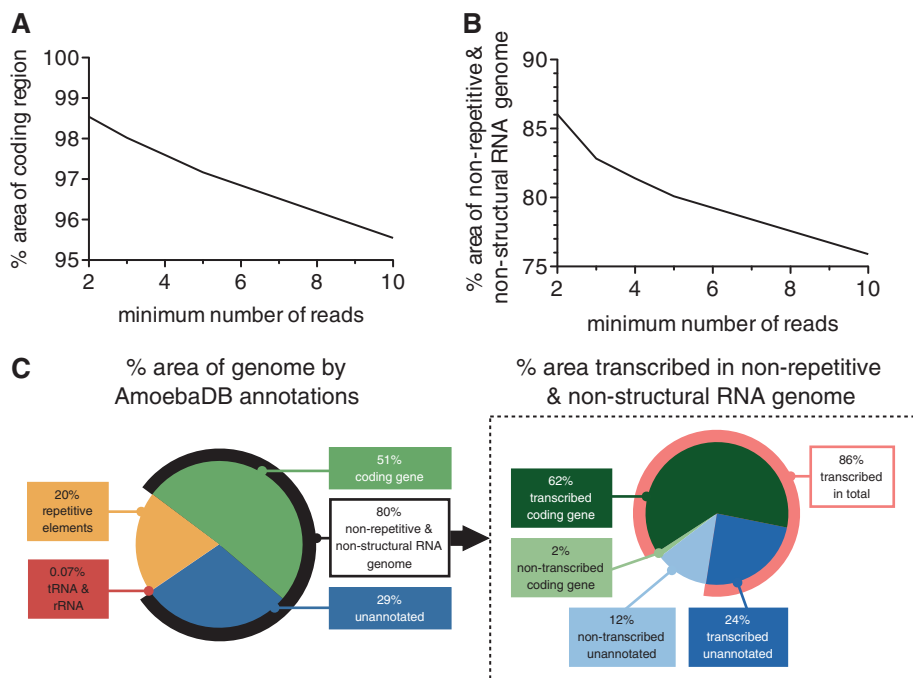 A
% area of coding region
100
99
98
97
96
95
2
4
6
8
10
minimum number of reads
B
% area of non-repetitive &
non-structural RNA genome
90
85
80
75
2
4
6
8
10
minimum number of reads
C
% area of genome by
AmoebaDB annotations
51%
coding gene
20%
repetitive
elements
80%
non-repetitive &
non-structural RNA
genome
0.07%
tRNA &
rRNA
29%
unannotated
% area transcribed in non-repetitive
& non-structural RNA genome
86%
transcribed
in total
62%
transcribed
coding gene
2%
non-transcribed
coding gene
12%
non-transcribed
unannotated
24%
transcribed
unannotated